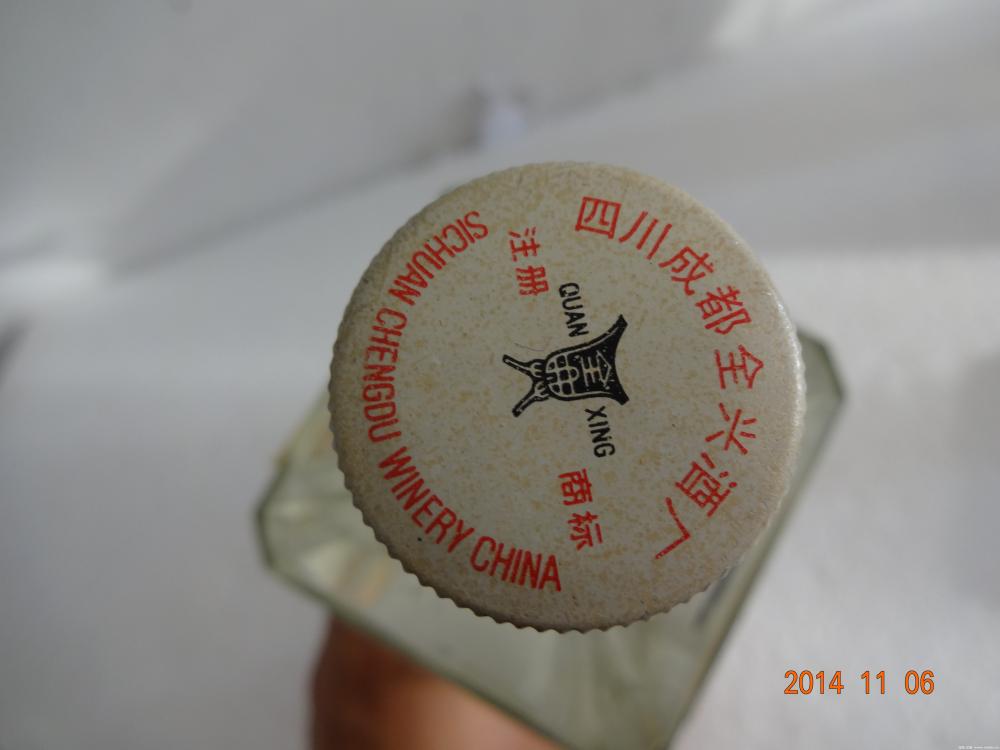 四川成都全兴酒厂
注册 商标
QUAN XING
全
SICHUAN CHENGDU WINERY CHINA
2014 11 06